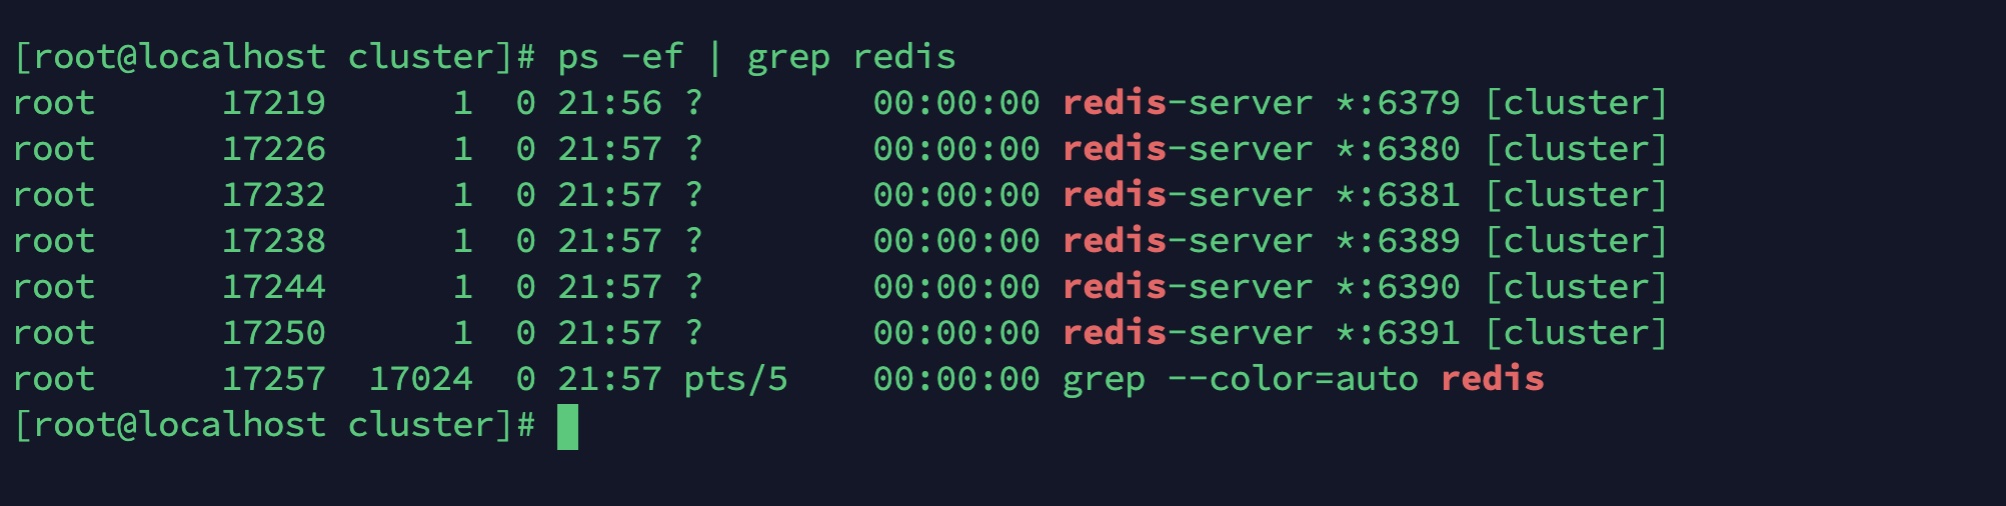 [root@localhost cluster]# ps -ef | grep redis
root      17219      1  0 21:56 ?        00:00:00 redis-server *:6379 [cluster]
root      17226      1  0 21:57 ?        00:00:00 redis-server *:6380 [cluster]
root      17232      1  0 21:57 ?        00:00:00 redis-server *:6381 [cluster]
root      17238      1  0 21:57 ?        00:00:00 redis-server *:6389 [cluster]
root      17244      1  0 21:57 ?        00:00:00 redis-server *:6390 [cluster]
root      17250      1  0 21:57 ?        00:00:00 redis-server *:6391 [cluster]
root      17257  17024  0 21:57 pts/5    00:00:00 grep --color=auto redis
[root@localhost cluster]#